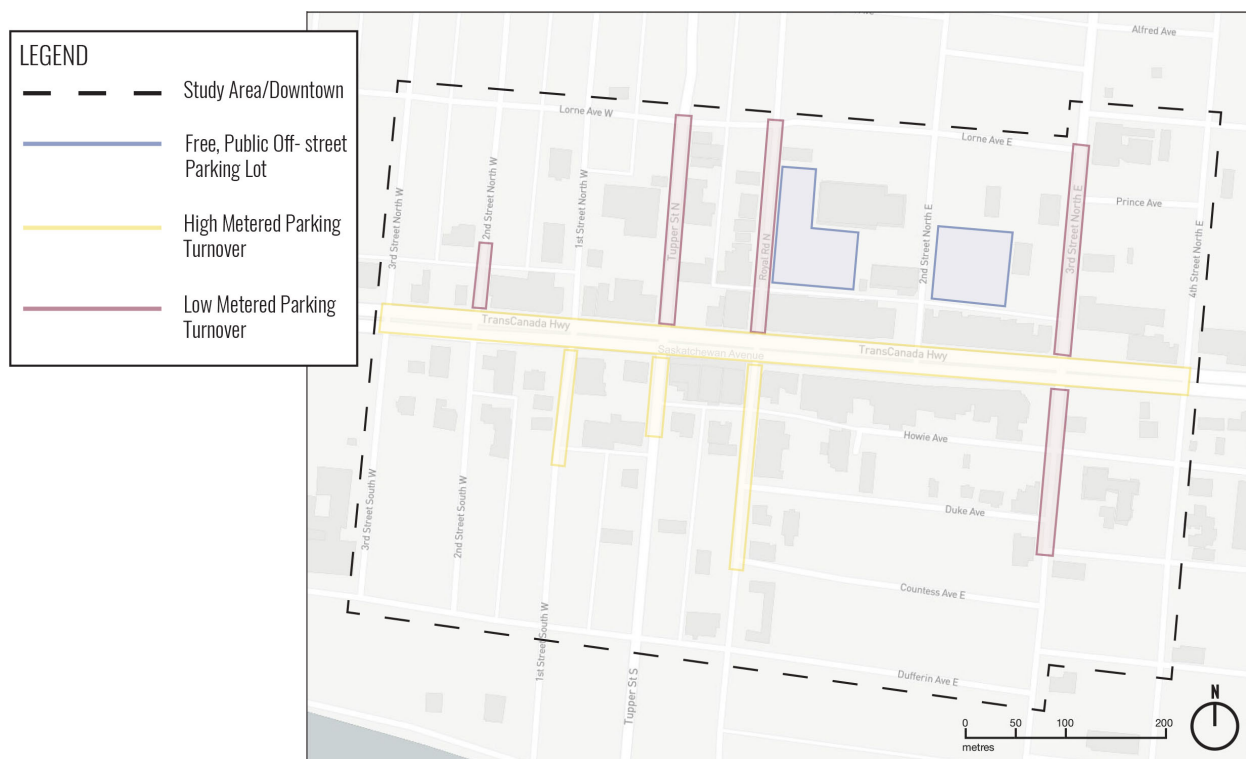 LEGEND
Study Area/Downtown
Free, Public Off- street
Parking Lot
High Metered Parking
Turnover
Low Metered Parking
Turnover
Alfred Ave
Lorne Ave W
Lorne Ave E
Prince Ave
3rd Street North W
2nd Street North W
1st Street North W
Tupper St N
Royal Rd N
2nd Street North E
3rd Street North E
4th Street North E
TransCanada Hwy
Saskatchewan Avenue
TransCanada Hwy
Howie Ave
Duke Ave
Countess Ave E
Dufferin Ave E
3rd Street South W
2nd Street South W
1st Street South W
Tupper St S
N
0 50 100 200
metres